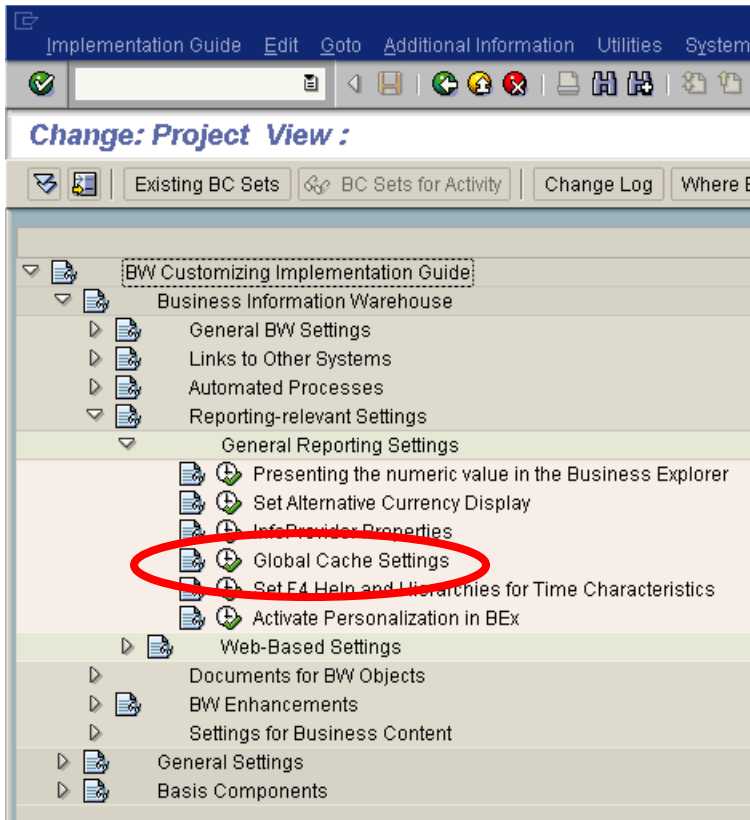 Implementation Guide Edit Goto Additional Information Utilities System
Change: Project View :
Existing BC Sets BC Sets for Activity Change Log Where
BW Customizing Implementation Guide
Business Information Warehouse
General BW Settings
Links to Other Systems
Automated Processes
Reporting-relevant Settings
General Reporting Settings
Presenting the numeric value in the Business Explorer
Set Alternative Currency Display
InfoProvider Properties
Global Cache Settings
Set F4 Help and Hierarchies for Time Characteristics
Activate Personalization in BEx
Web-Based Settings
Documents for BW Objects
BW Enhancements
Settings for Business Content
General Settings
Basis Components